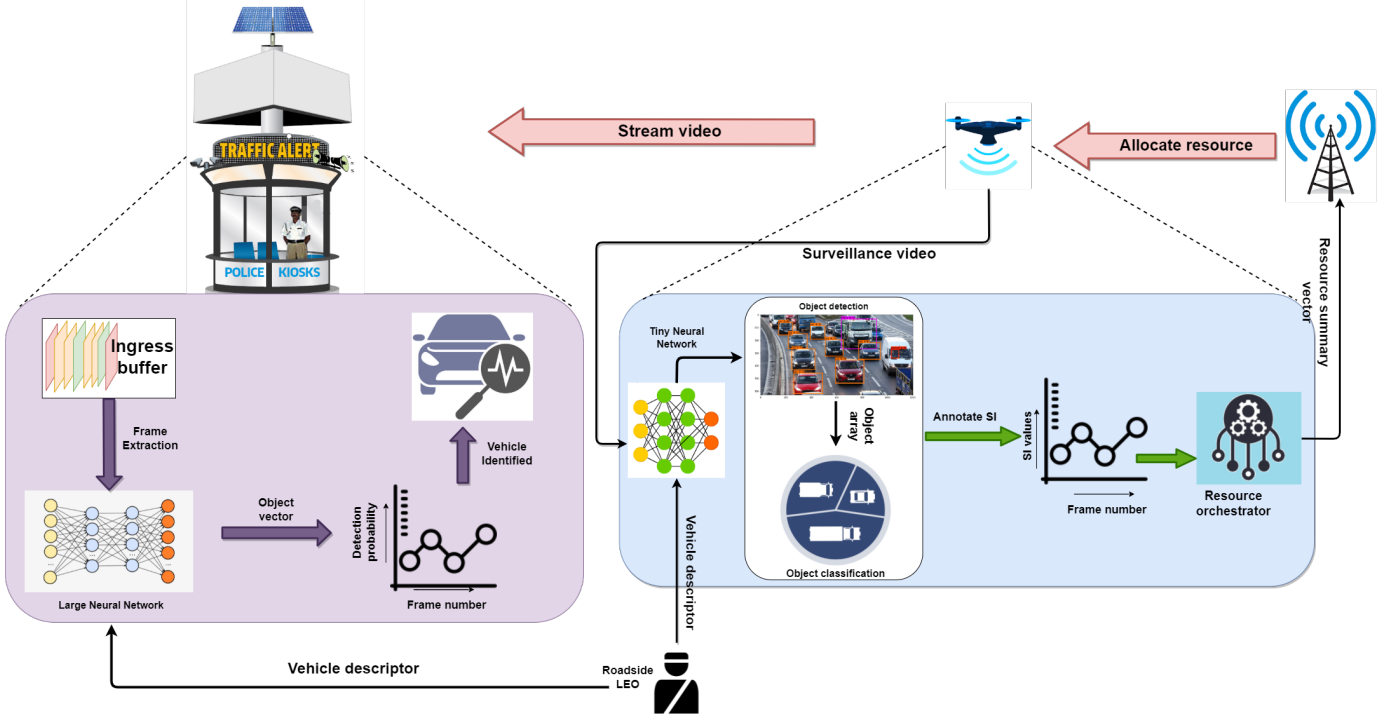 TRAFFIC ALERT
POLICE KIOSKS
Stream video
Allocate resource
Surveillance video
Resource summary
vector
Ingress
buffer
Frame
Extraction
Vehicle
Identified
Object
vector
Large Neural Network
Detection
probability
Frame number
Tiny Neural
Network
Object detection
Object
array
Object classification
Annotate SI
SI values
Frame number
Resource
orchestrator
Vehicle descriptor
Vehicle descriptor
Roadside
LEO